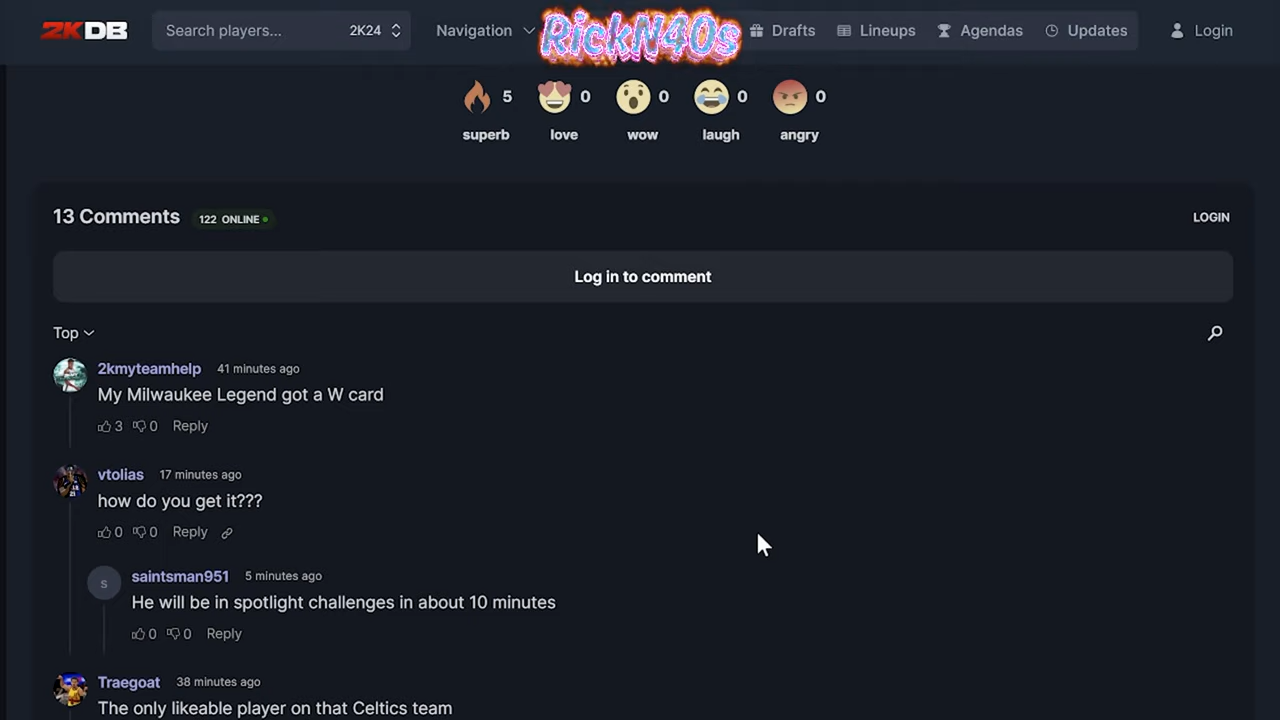 2KDB Search players... 2K24 Navigation RickN40s Drafts Lineups Agendas Updates Login
5 0 0 0 0
superb love wow laugh angry
13 Comments 122 ONLINE LOGIN
Log in to comment
Top
2kmyteamhelp 41 minutes ago
My Milwaukee Legend got a W card
3 0 Reply
vtolias 17 minutes ago
how do you get it???
0 0 Reply
s saintsman951 5 minutes ago
He will be in spotlight challenges in about 10 minutes
0 0 Reply
Traegoat 38 minutes ago
The only likeable player on that Celtics team